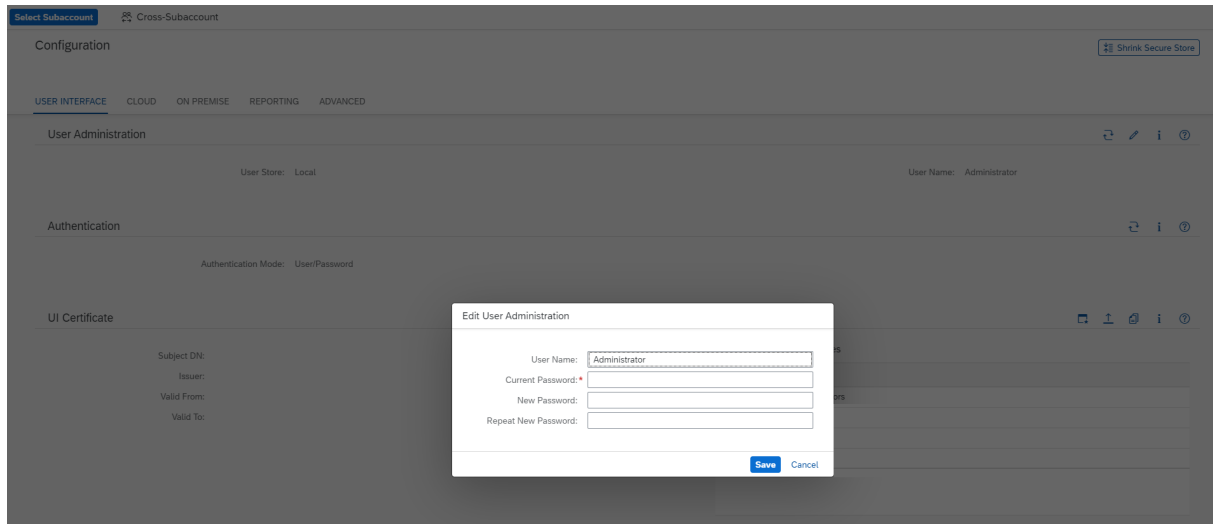 Select Subaccount Cross-Subaccount
Configuration
Shrink Secure Store
USER INTERFACE CLOUD ON PREMISE REPORTING ADVANCED
User Administration
User Store: Local User Name: Administrator
Authentication
Authentication Mode: User/Password
UI Certificate
Subject DN:
Issuer:
Valid From:
Valid To:
Edit User Administration
User Name: Administrator
Current Password:*
New Password:
Repeat New Password:
Save Cancel